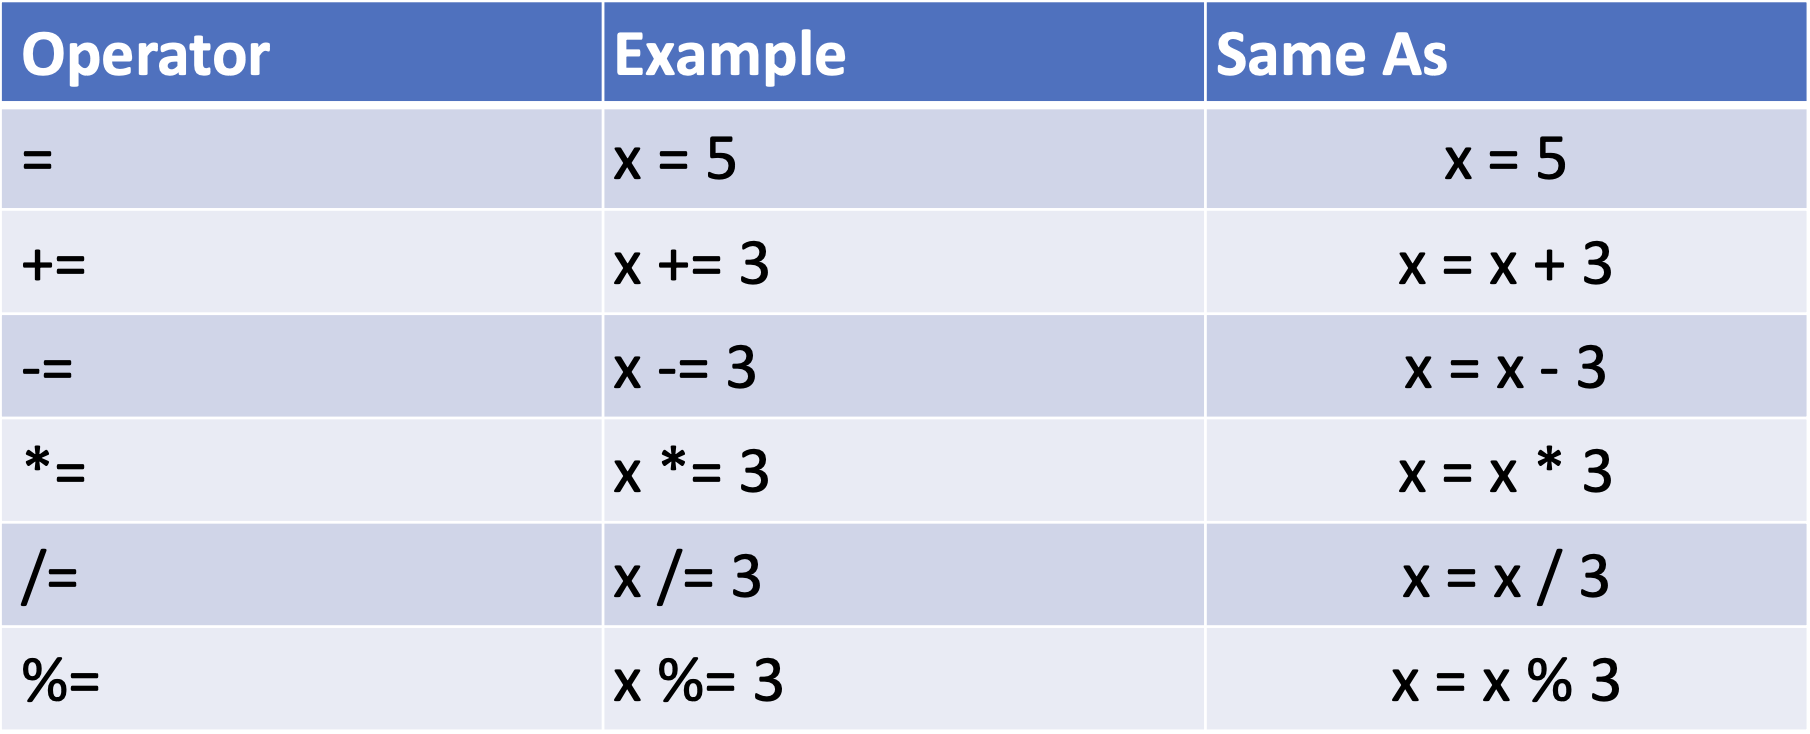 Operator Example Same As
= x = 5 x = 5
+= x += 3 x = x + 3
-= x -= 3 x = x - 3
*= x *= 3 x = x * 3
/= x /= 3 x = x / 3
%= x %= 3 x = x % 3